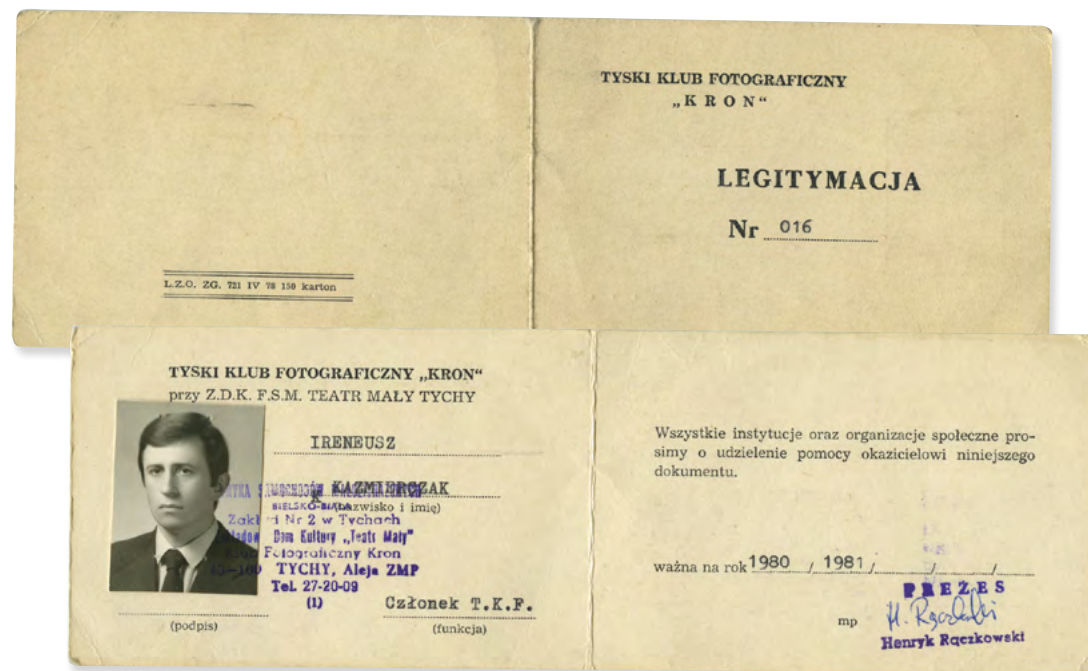 TYSKI KLUB FOTOGRAFICZNY
„KRON“
LEGITYMACJA
Nr 016
L.Z.O. ZG. 721 IV 78 150 karton
TYSKI KLUB FOTOGRAFICZNY „KRON“
przy Z.D.K. F.S.M. TEATR MAŁY TYCHY
IRENEUSZ
KAZMIERCZAK
(nazwisko i imię)
BIELSKO-BIAŁA
Nr 2 w Tychach
Dom Kultury „Teatr Mały"
Fotograficzny Kron
TYCHY, Aleja ZMP
Tel. 27-20-09
(1)
Członek T.K.F.
(podpis)
(funkcja)
Wszystkie instytucje oraz organizacje społeczne pro-
simy o udzielenie pomocy okazicielowi niniejszego
dokumentu.
ważna na rok 1980 / 1981 / / /
PREZES
mp
Henryk Rączkowski